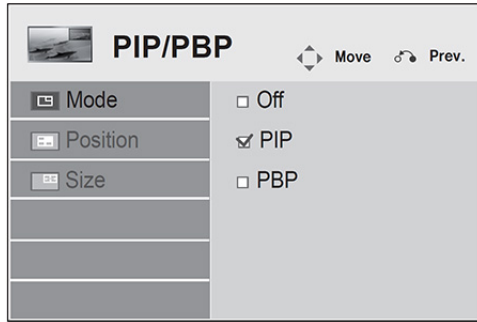 PIP/PBP
Move Prev.
Mode
Off
Position
PIP
Size
PBP